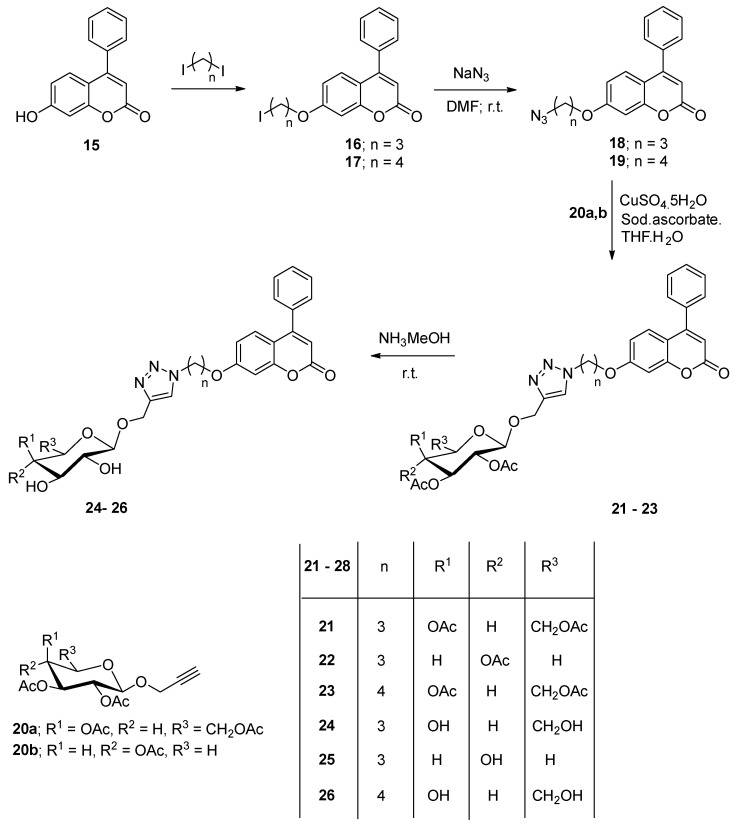 I I
n
HO O O
15
I n O O O
16; n = 3
17; n = 4
NaN3
DMF; r.t.
N3 n O O O
18; n = 3
19; n = 4
20a,b
CuSO4.5H2O
Sod.ascorbate.
THF.H2O
N N N n O O O
R1 R3 O O
R2 HO OH
24- 26
NH3MeOH
r.t.
N N N n O O O
R1 R3 O O
R2 AcO OAc
21 - 23
21 - 28 n R1 R2 R3
21 3 OAc H CH2OAc
22 3 H OAc H
23 4 OAc H CH2OAc
24 3 OH H CH2OH
25 3 H OH H
26 4 OH H CH2OH
R1 R3 O O
R2 AcO OAc
20a; R1 = OAc, R2 = H, R3 = CH2OAc
20b; R1 = H, R2 = OAc, R3 = H